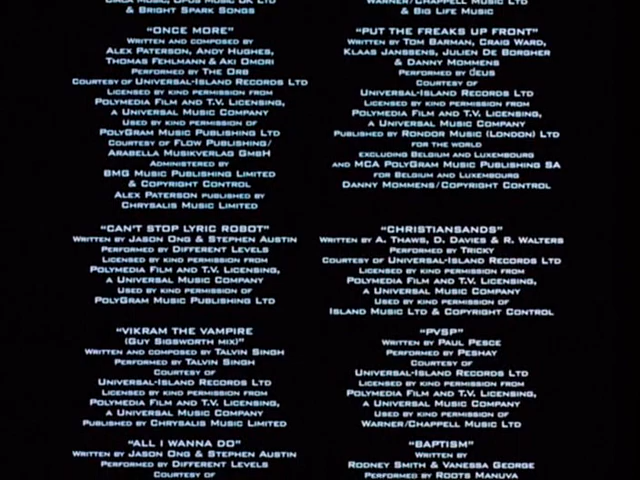 CIRCA MUSIC, OPUS MUSIC UK LTD
& BRIGHT SPARK SONGS
"ONCE MORE"
WRITTEN AND COMPOSED BY
ALEX PATERSON, ANDY HUGHES,
THOMAS FEHLMANN & AKI OMORI
PERFORMED BY THE ORB
COURTESY OF UNIVERSAL-ISLAND RECORDS LTD
LICENSED BY KIND PERMISSION FROM
POLYMEDIA FILM AND T.V. LICENSING,
A UNIVERSAL MUSIC COMPANY
USED BY KIND PERMISSION OF
POLYGRAM MUSIC PUBLISHING LTD
COURTESY OF FLOW PUBLISHING/
ARABELLA MUSIKVERLAG GMBH
ADMINISTERED BY
BMG MUSIC PUBLISHING LIMITED
& COPYRIGHT CONTROL
ALEX PATERSON PUBLISHED BY
CHRYSALIS MUSIC LIMITED
"CAN'T STOP LYRIC ROBOT"
WRITTEN BY JASON ONG & STEPHEN AUSTIN
PERFORMED BY DIFFERENT LEVELS
LICENSED BY KIND PERMISSION FROM
POLYMEDIA FILM AND T.V. LICENSING,
A UNIVERSAL MUSIC COMPANY
USED BY KIND PERMISSION OF
POLYGRAM MUSIC PUBLISHING LTD
"VIKRAM THE VAMPIRE
(GUY SIGSWORTH MIX)"
WRITTEN AND COMPOSED BY TALVIN SINGH
PERFORMED BY TALVIN SINGH
COURTESY OF
UNIVERSAL-ISLAND RECORDS LTD
LICENSED BY KIND PERMISSION FROM
POLYMEDIA FILM AND T.V. LICENSING,
A UNIVERSAL MUSIC COMPANY
PUBLISHED BY CHRYSALIS MUSIC LIMITED
"ALL I WANNA DO"
WRITTEN BY JASON ONG & STEPHEN AUSTIN
PERFORMED BY DIFFERENT LEVELS
COURTESY OF
WARNER/CHAPPELL MUSIC LTD
& BIG LIFE MUSIC
"PUT THE FREAKS UP FRONT"
WRITTEN BY TOM BARMAN, CRAIG WARD,
KLAAS JANSSENS, JULIEN DE BORGHER
& DANNY MOMMENS
PERFORMED BY dEUS
COURTESY OF
UNIVERSAL-ISLAND RECORDS LTD
LICENSED BY KIND PERMISSION FROM
POLYMEDIA FILM AND T.V. LICENSING,
A UNIVERSAL MUSIC COMPANY
PUBLISHED BY RONDOR MUSIC (LONDON) LTD
FOR THE WORLD
EXCLUDING BELGIUM AND LUXEMBOURG
AND MCA POLYGRAM MUSIC PUBLISHING SA
FOR BELGIUM AND LUXEMBOURG
DANNY MOMMENS/COPYRIGHT CONTROL
"CHRISTIANSANDS"
WRITTEN BY A. THAWS, D. DAVIES & R. WALTERS
PERFORMED BY TRICKY
COURTESY OF UNIVERSAL-ISLAND RECORDS LTD
LICENSED BY KIND PERMISSION FROM
POLYMEDIA FILM AND T.V. LICENSING,
A UNIVERSAL MUSIC COMPANY
USED BY KIND PERMISSION OF
ISLAND MUSIC LTD & COPYRIGHT CONTROL
"PVSP"
WRITTEN BY PAUL PESCE
PERFORMED BY PESHAY
COURTESY OF
UNIVERSAL-ISLAND RECORDS LTD
LICENSED BY KIND PERMISSION FROM
POLYMEDIA FILM AND T.V. LICENSING,
A UNIVERSAL MUSIC COMPANY
USED BY KIND PERMISSION OF
WARNER/CHAPPELL MUSIC LTD
"BAPTISM"
WRITTEN BY
RODNEY SMITH & VANESSA GEORGE
PERFORMED BY ROOTS MANUVA